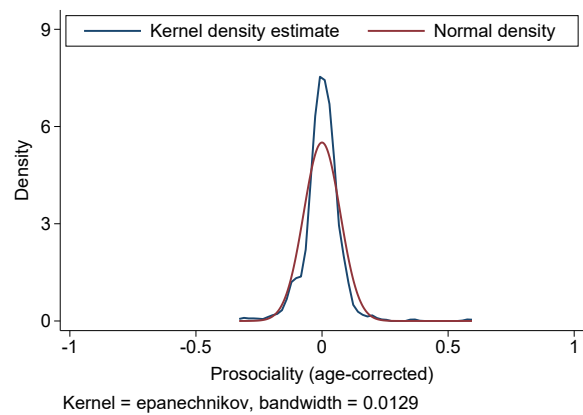 Kernel density estimate Normal density
9
6
3
0
Density
-1 -0.5 0 0.5 1
Prosociality (age-corrected)
Kernel = epanechnikov, bandwidth = 0.0129